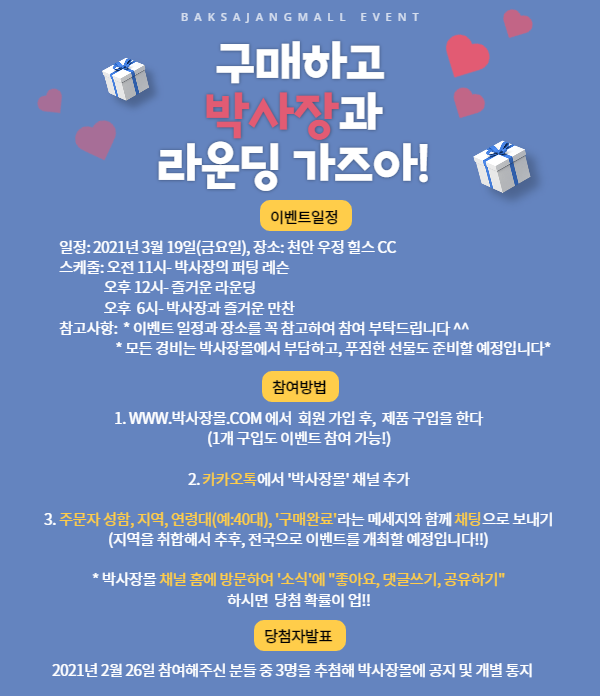 BAKSAJANGMALL EVENT
구매하고
박사장과
라운딩 가즈아!
이벤트일정
일정: 2021년 3월 19일(금요일), 장소: 천안 우정 힐스 CC
스케줄: 오전 11시- 박사장의 퍼팅 레슨
오후 12시- 즐거운 라운딩
오후 6시- 박사장과 즐거운 만찬
참고사항: * 이벤트 일정과 장소를 꼭 참고하여 참여 부탁드립니다 ^^
* 모든 경비는 박사장몰에서 부담하고, 푸짐한 선물도 준비할 예정입니다*
참여방법
1. WWW.박사장몰.COM 에서 회원 가입 후, 제품 구입을 한다
(1개 구입도 이벤트 참여 가능!)
2. 카카오톡에서 '박사장몰' 채널 추가
3. 주문자 성함, 지역, 연령대(예:40대), '구매완료'라는 메세지와 함께 채팅으로 보내기
(지역을 취합해서 추후, 전국으로 이벤트를 개최할 예정입니다!!)
* 박사장몰 채널 홈에 방문하여 '소식'에 "좋아요, 댓글쓰기, 공유하기"
하시면 당첨 확률이 업!!
당첨자발표
2021년 2월 26일 참여해주신 분들 중 3명을 추첨해 박사장몰에 공지 및 개별 통지